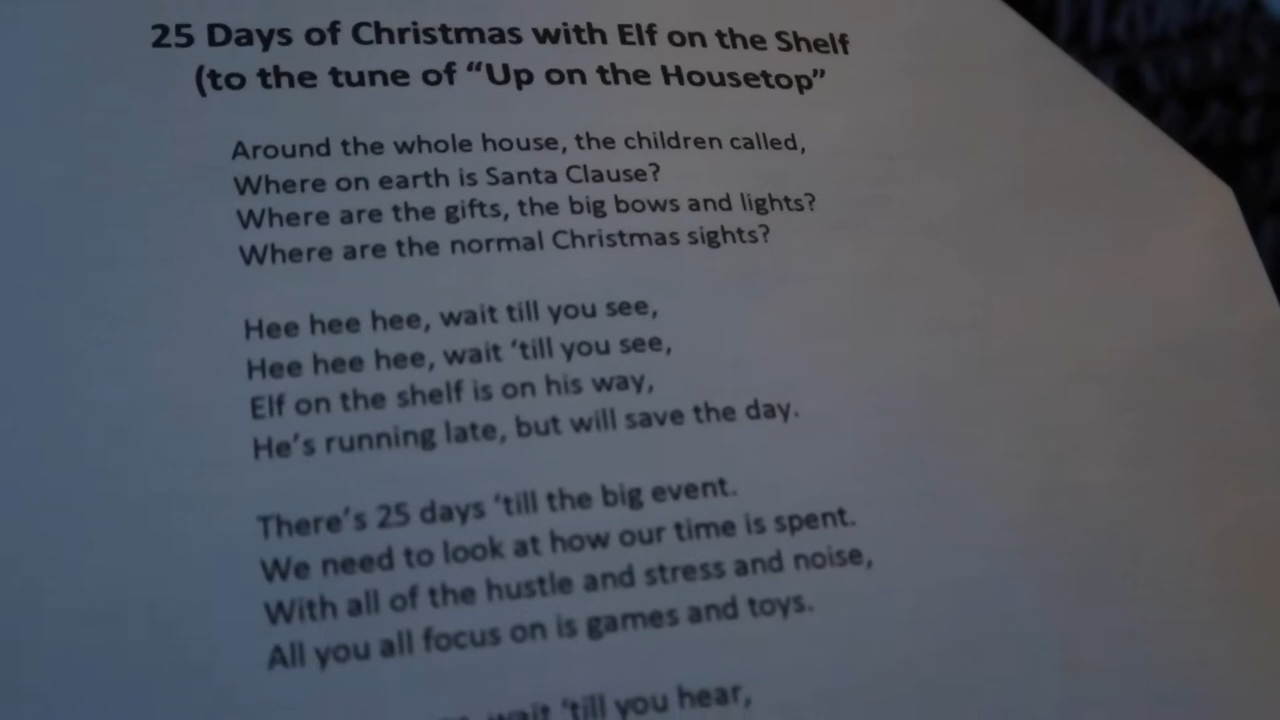 25 Days of Christmas with Elf on the Shelf
(to the tune of “Up on the Housetop”
Around the whole house, the children called,
Where on earth is Santa Clause?
Where are the gifts, the big bows and lights?
Where are the normal Christmas sights?
Hee hee hee, wait till you see,
Hee hee hee, wait ‘till you see,
Elf on the shelf is on his way,
He’s running late, but will save the day.
There’s 25 days ‘till the big event.
We need to look at how our time is spent.
With all of the hustle and stress and noise,
All you all focus on is games and toys.
wait ‘till you hear,